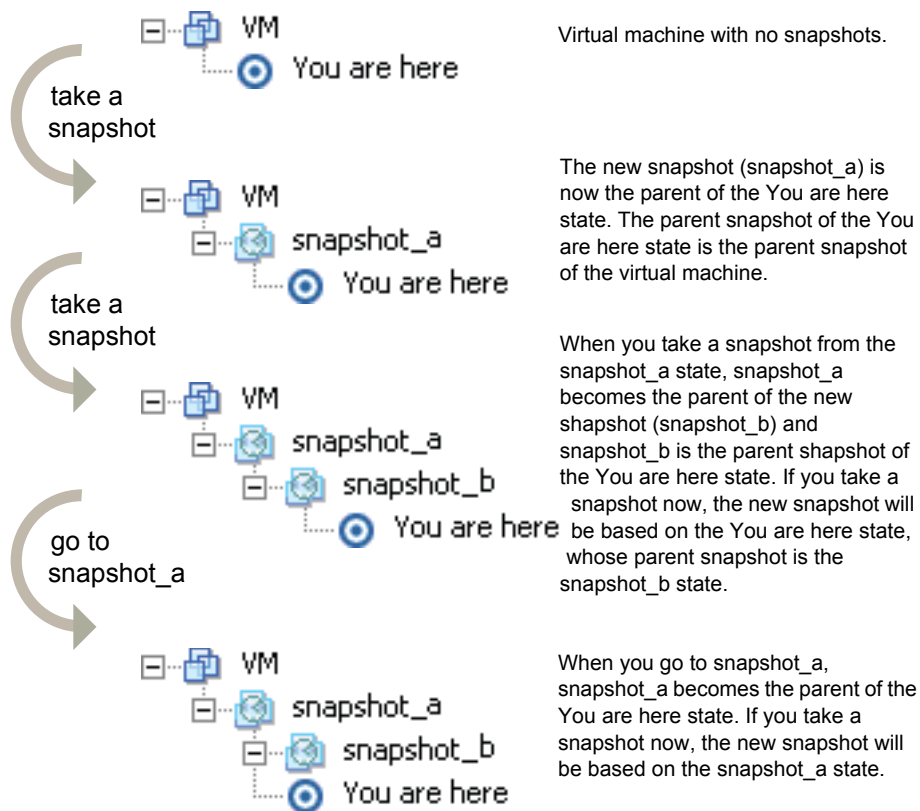 VM
You are here
Virtual machine with no snapshots.
take a
snapshot
VM
snapshot_a
You are here
The new snapshot (snapshot_a) is
now the parent of the You are here
state. The parent snapshot of the You
are here state is the parent snapshot
of the virtual machine.
take a
snapshot
VM
snapshot_a
snapshot_b
You are here
When you take a snapshot from the
snapshot_a state, snapshot_a
becomes the parent of the new
shapshot (snapshot_b) and
snapshot_b is the parent shapshot of
the You are here state. If you take a
snapshot now, the new snapshot will
be based on the You are here state,
whose parent snapshot is the
snapshot_b state.
go to
snapshot_a
VM
snapshot_a
snapshot_b
You are here
When you go to snapshot_a,
snapshot_a becomes the parent of the
You are here state. If you take a
snapshot now, the new snapshot will
be based on the snapshot_a state.